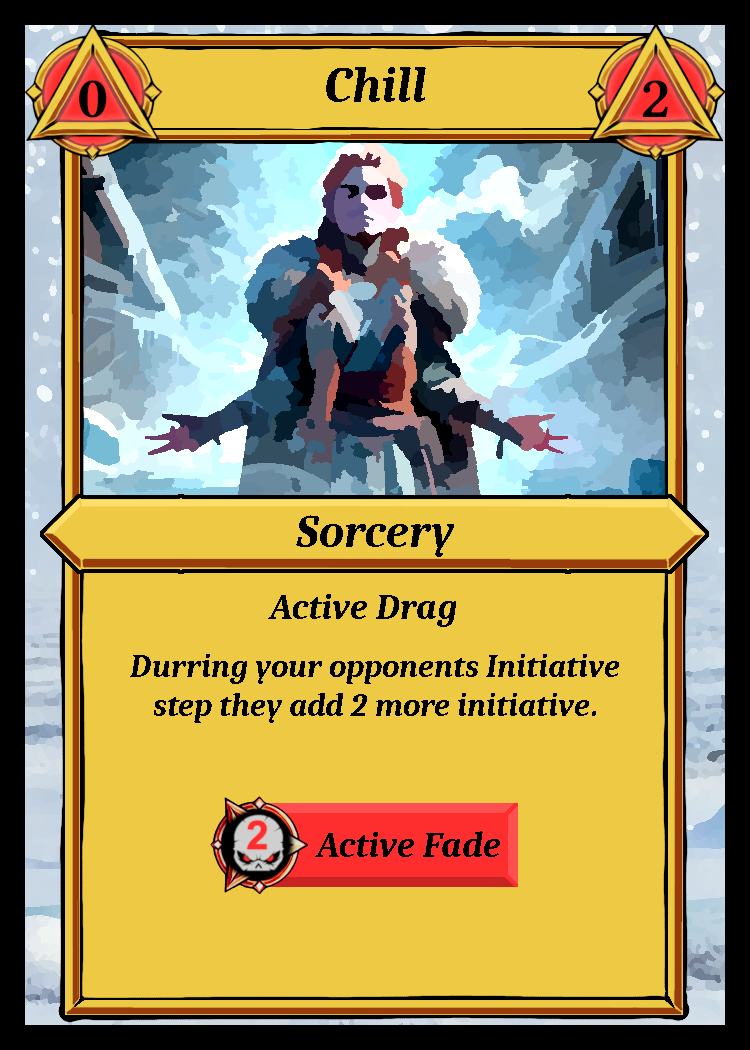 0
Chill
2
Sorcery
Active Drag
Durring your opponents Initiative
step they add 2 more initiative.
2
Active Fade